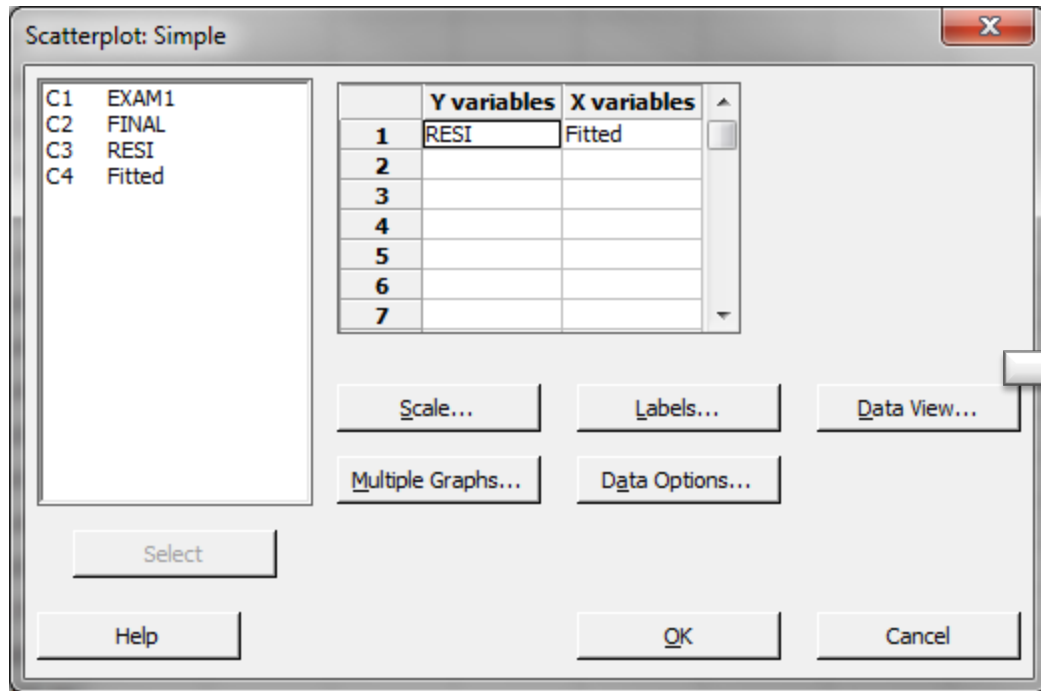 Scatterplot: Simple
C1 EXAM1
C2 FINAL
C3 RESI
C4 Fitted
Y variables X variables
1 RESI Fitted
2
3
4
5
6
7
Scale... Labels... Data View...
Multiple Graphs... Data Options...
Select
Help OK Cancel